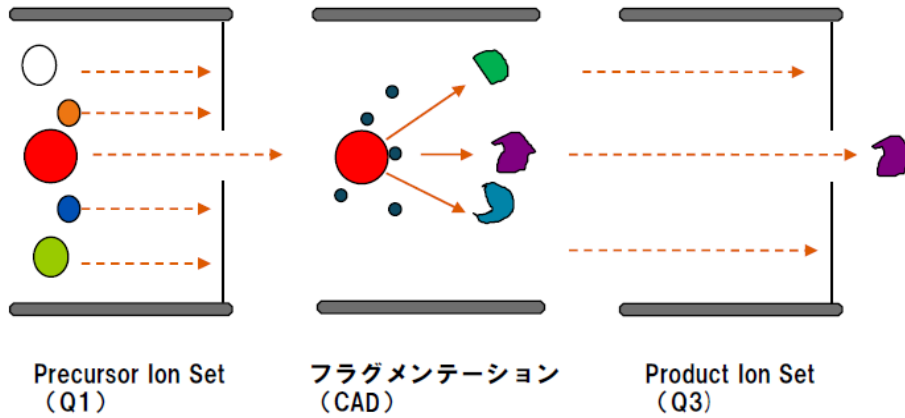 Precursor Ion Set
（Q1）
フラグメンテーション
（CAD）
Product Ion Set
（Q3）